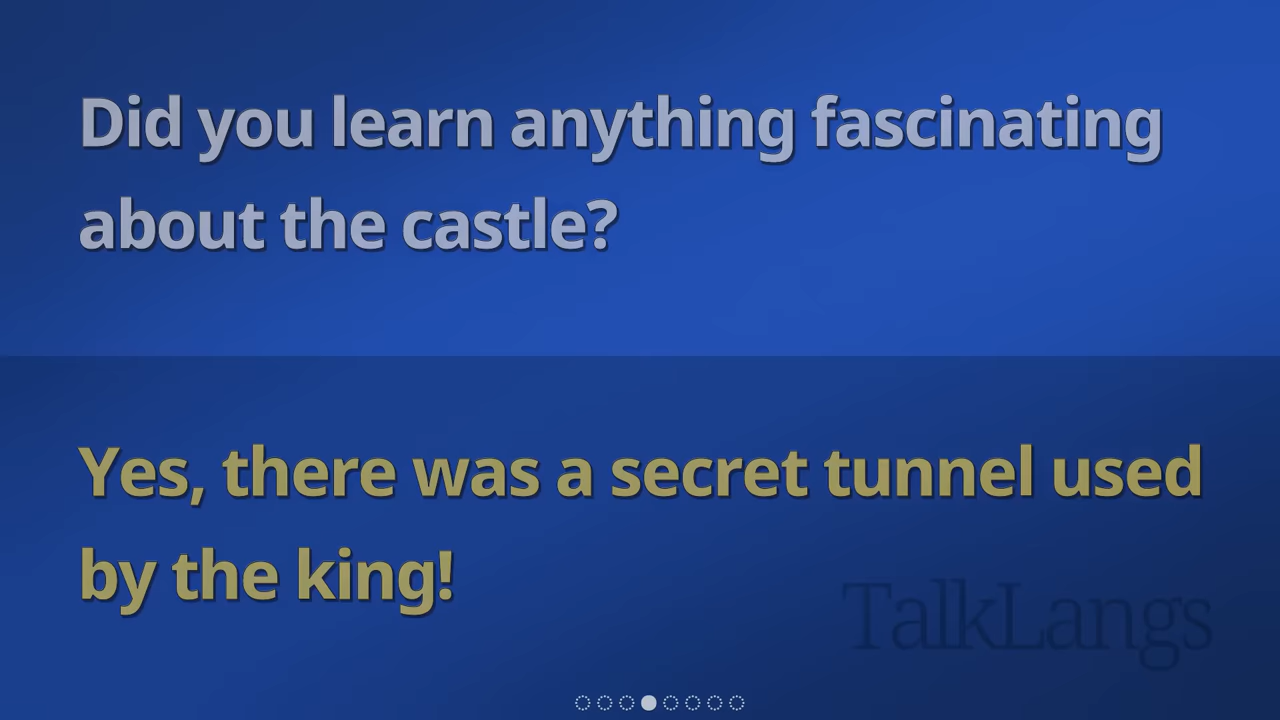 Did you learn anything fascinating
about the castle?
Yes, there was a secret tunnel used
by the king!
TalkLangs